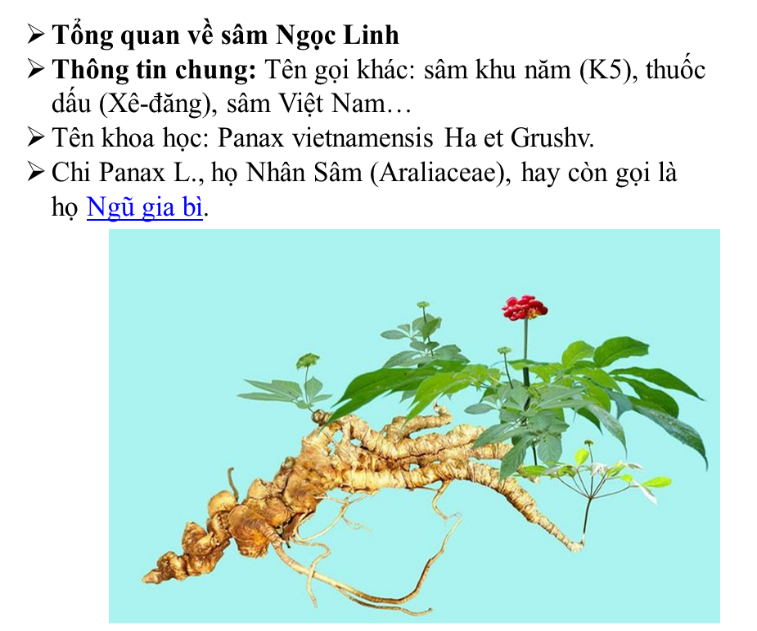 ➢ Tổng quan về sâm Ngọc Linh
➢ Thông tin chung: Tên gọi khác: sâm khu năm (K5), thuốc
dấu (Xê-đăng), sâm Việt Nam…
➢ Tên khoa học: Panax vietnamensis Ha et Grushv.
➢ Chi Panax L., họ Nhân Sâm (Araliaceae), hay còn gọi là
họ Ngũ gia bì.